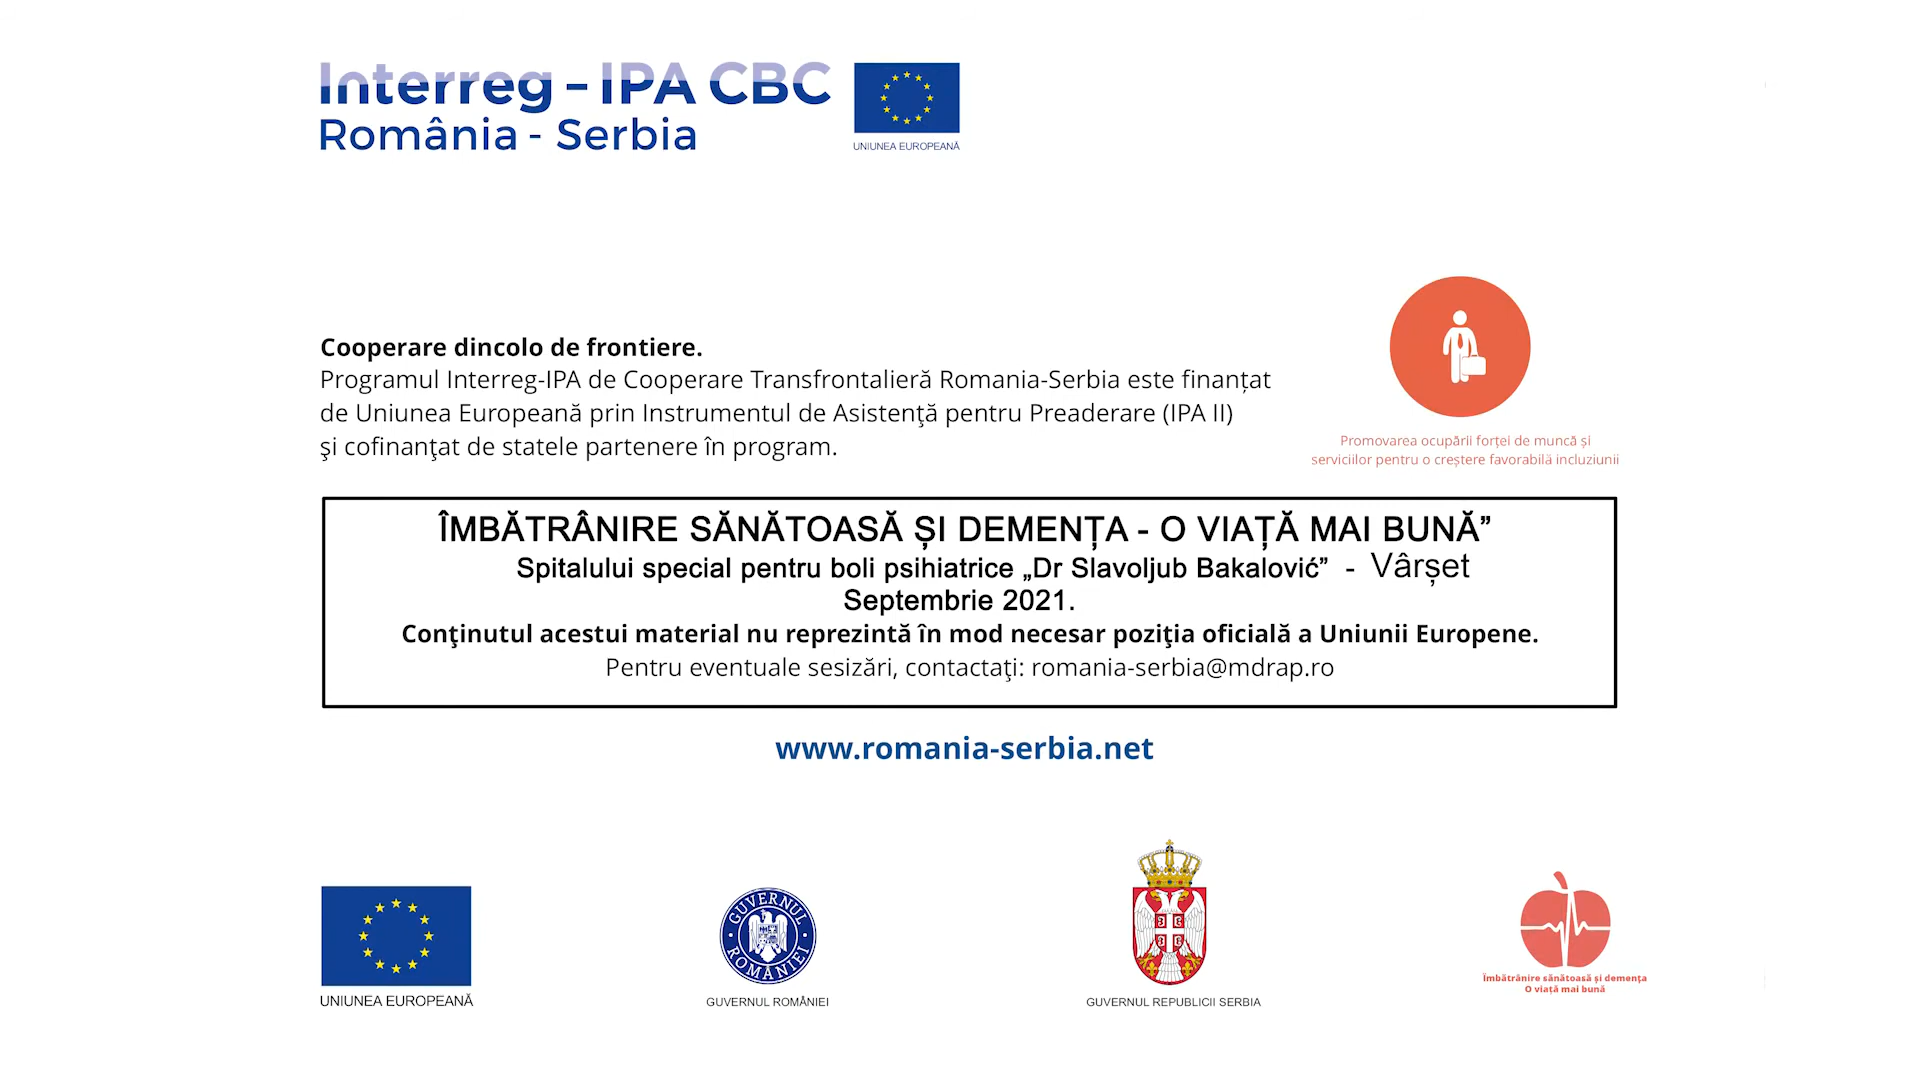 Interreg - IPA CBC
România - Serbia
UNIUNEA EUROPEANĂ
Cooperare dincolo de frontiere.
Programul Interreg-IPA de Cooperare Transfrontalieră Romania-Serbia este finanțat
de Uniunea Europeană prin Instrumentul de Asistenţă pentru Preaderare (IPA II)
şi cofinanţat de statele partenere în program.
Promovarea ocupării forței de muncă și
serviciilor pentru o creștere favorabilă incluziunii
ÎMBĂTRÂNIRE SĂNĂTOASĂ ȘI DEMENȚA - O VIAȚĂ MAI BUNĂ”
Spitalului special pentru boli psihiatrice „Dr Slavoljub Bakalović” - Vârșet
Septembrie 2021.
Conţinutul acestui material nu reprezintă în mod necesar poziţia oficială a Uniunii Europene.
Pentru eventuale sesizări, contactaţi: romania-serbia@mdrap.ro
www.romania-serbia.net
UNIUNEA EUROPEANĂ
GUVERNUL ROMÂNIEI
GUVERNUL ROMÂNIEI
GUVERNUL REPUBLICII SERBIA
Îmbătrânire sănătoasă și demența
O viață mai bună